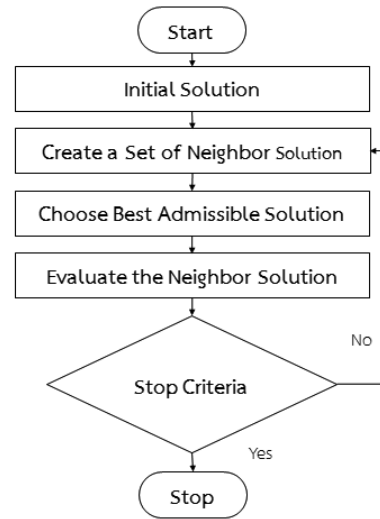 Start
Initial Solution
Create a Set of Neighbor Solution
Choose Best Admissible Solution
Evaluate the Neighbor Solution
No
Stop Criteria
Yes
Stop